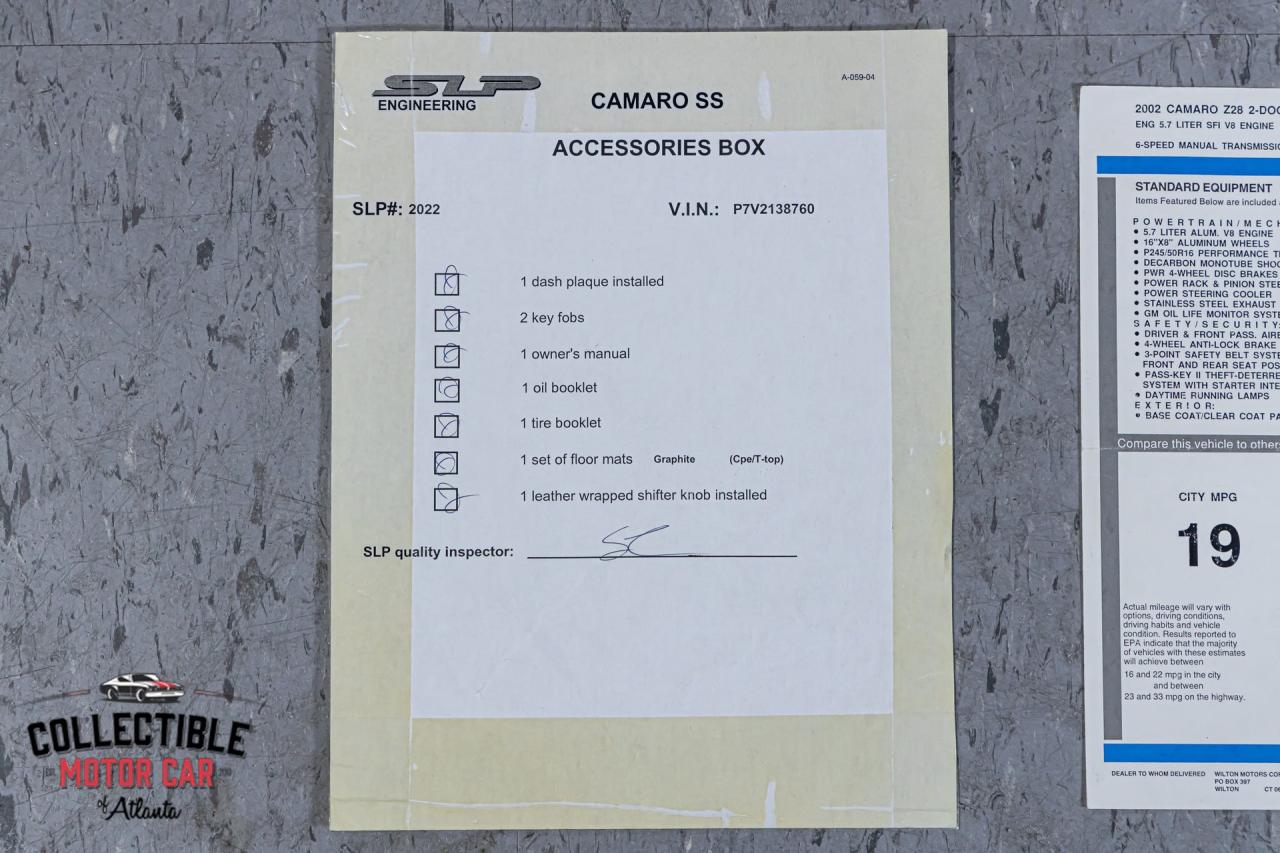 SLP
ENGINEERING
CAMARO SS
A-059-04
ACCESSORIES BOX
SLP#: 2022
V.I.N.: P7V2138760
1 dash plaque installed
2 key fobs
1 owner's manual
1 oil booklet
1 tire booklet
1 set of floor mats Graphite (Cpe/T-top)
1 leather wrapped shifter knob installed
SLP quality inspector:
2002 CAMARO Z28 2-DOO
ENG 5.7 LITER SFI V8 ENGINE
6-SPEED MANUAL TRANSMISSIO
STANDARD EQUIPMENT
Items Featured Below are included
POWERTRAIN/MECH
• 5.7 LITER ALUM. V8 ENGINE
• 16"X8" ALUMINUM WHEELS
• P245/50R16 PERFORMANCE TI
• DECARBON MONOTUBE SHOC
• PWR 4-WHEEL DISC BRAKES
• POWER RACK & PINION STEE
• POWER STEERING COOLER
• STAINLESS STEEL EXHAUST
• GM OIL LIFE MONITOR SYSTE
SAFETY/SECURITY:
• DRIVER & FRONT PASS. AIRB
• 4-WHEEL ANTI-LOCK BRAKE
• 3-POINT SAFETY BELT SYSTE
FRONT AND REAR SEAT POS
• PASS-KEY II THEFT-DETERRE
SYSTEM WITH STARTER INTE
• DAYTIME RUNNING LAMPS
EXTERIOR:
• BASE COAT/CLEAR COAT PA
Compare this vehicle to others
CITY MPG
19
Actual mileage will vary with
options, driving conditions,
driving habits and vehicle
condition. Results reported to
EPA indicate that the majority
of vehicles with these estimates
will achieve between
16 and 22 mpg in the city
and between
23 and 33 mpg on the highway.
DEALER TO WHOM DELIVERED
WILTON MOTORS COR
PO BOX 397
WILTON CT 06
COLLECTIBLE
MOTOR CAR
of Atlanta